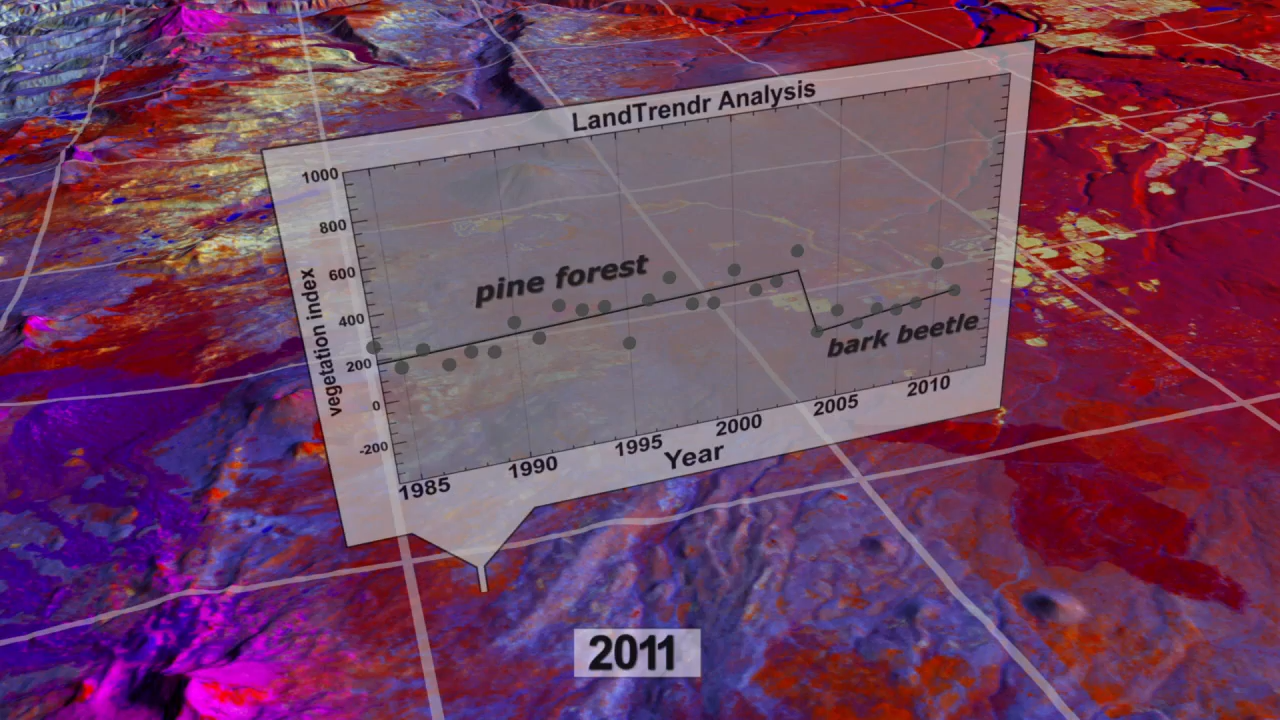 LandTrendr Analysis
1000
800
600
400
200
0
-200
vegetation index
pine forest
bark beetle
1985
1990
1995
2000
2005
2010
Year
2011